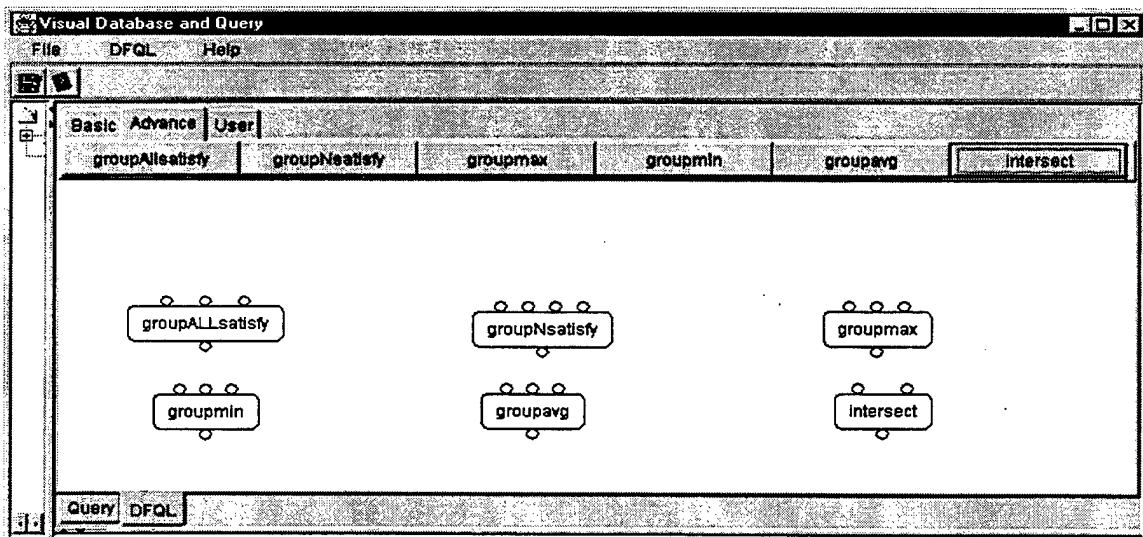 Visual Database and Query
File DFQL Help
Basic Advance User
groupAllsatisfy groupNsatisfy groupmax groupmin groupavg intersect
groupALLsatisfy groupNsatisfy groupmax
groupmin groupavg intersect
Query DFQL